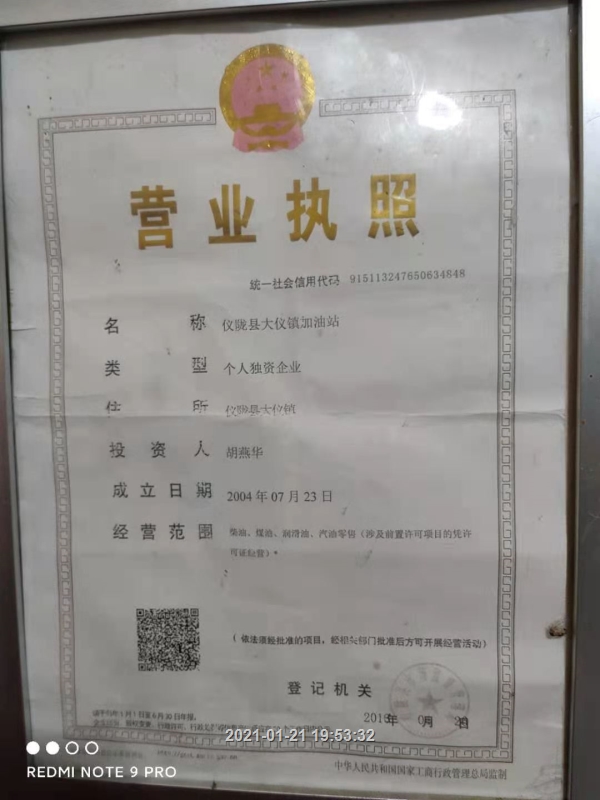 营业执照
统一社会信用代码 915113247650634848
名称 仪陇县大仪镇加油站
类型 个人独资企业
住所 仪陇县大仪镇
投资人 胡燕华
成立日期 2004年07月23日
经营范围 柴油、煤油、润滑油、汽油零售(涉及前置许可项目的凭许
可证经营)。
(依法须经批准的项目,经相关部门批准后方可开展经营活动)
登记机关
年 月 日
2021-01-21 19:53:32
REDMI NOTE 9 PRO
中华人民共和国国家工商行政管理总局监制